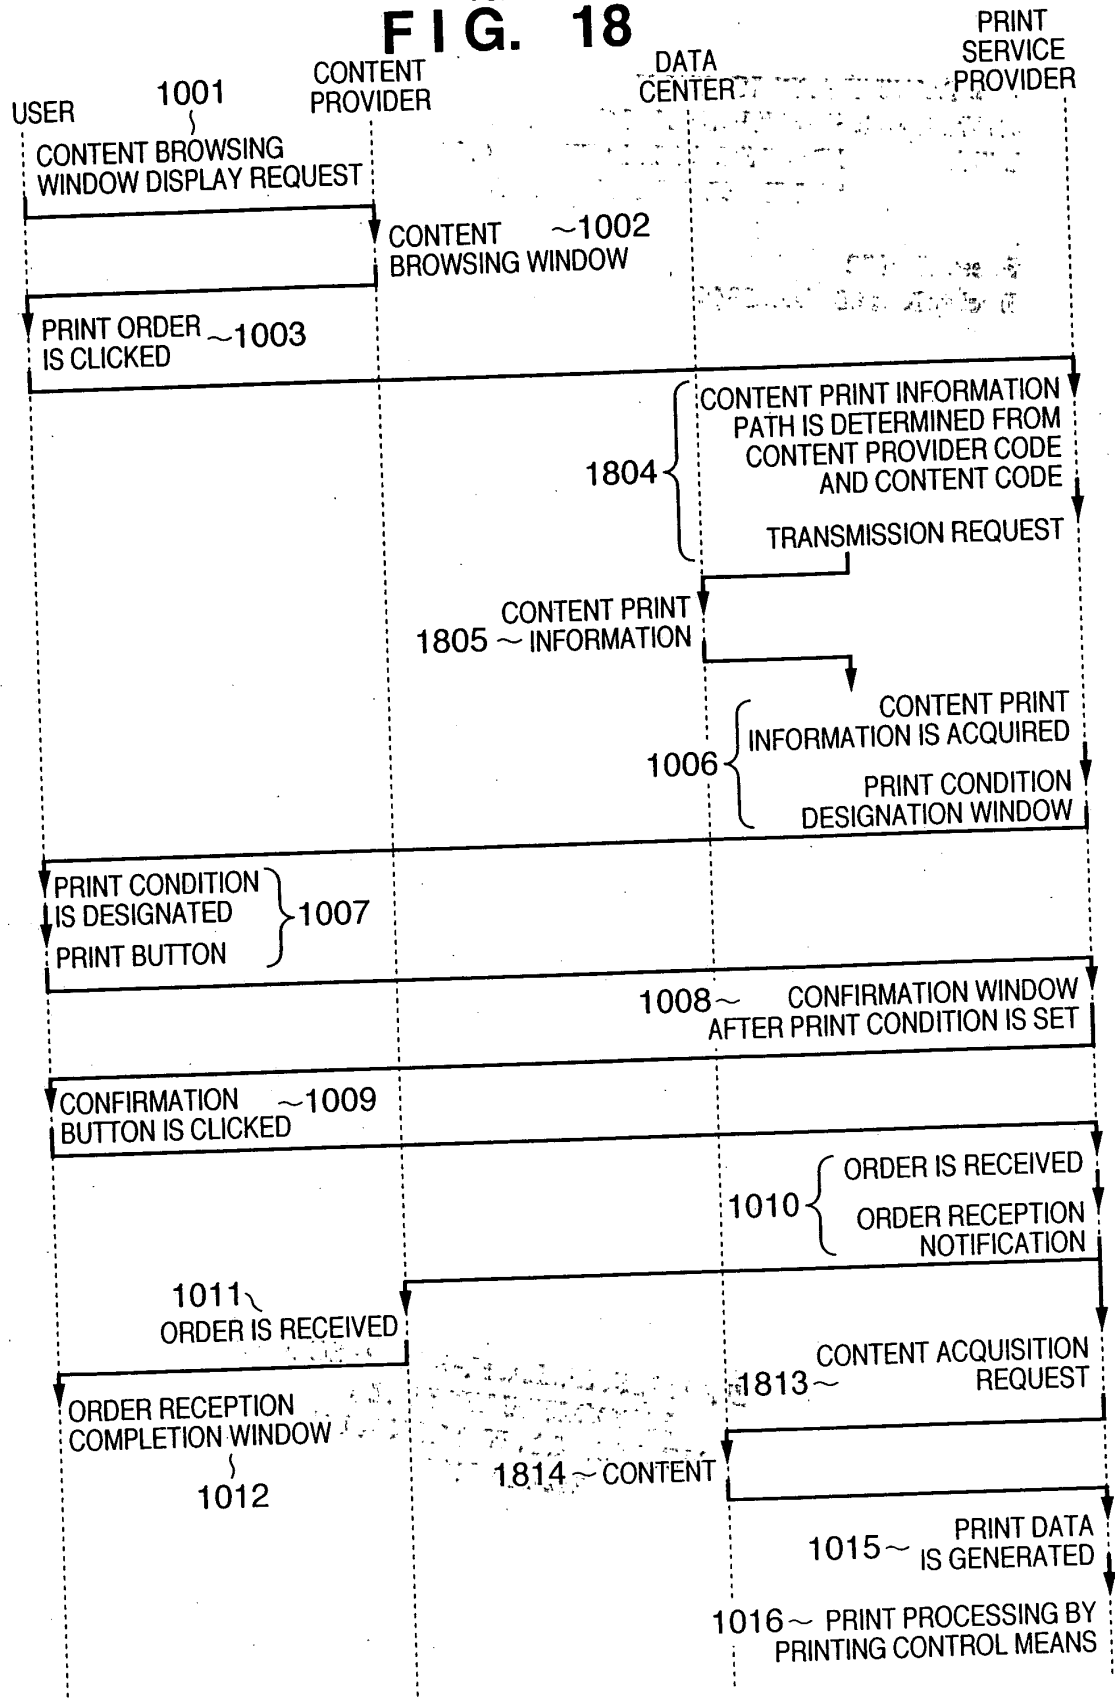 FIG. 18
USER
CONTENT
PROVIDER
DATA
CENTER
PRINT
SERVICE
PROVIDER
1001
CONTENT BROWSING
WINDOW DISPLAY REQUEST
CONTENT ~1002
BROWSING WINDOW
PRINT ORDER ~1003
IS CLICKED
CONTENT PRINT INFORMATION
PATH IS DETERMINED FROM
CONTENT PROVIDER CODE
AND CONTENT CODE
1804
TRANSMISSION REQUEST
CONTENT PRINT
1805 ~ INFORMATION
CONTENT PRINT
INFORMATION IS ACQUIRED
1006
PRINT CONDITION
DESIGNATION WINDOW
PRINT CONDITION
IS DESIGNATED
1007
PRINT BUTTON
1008~ CONFIRMATION WINDOW
AFTER PRINT CONDITION IS SET
CONFIRMATION ~1009
BUTTON IS CLICKED
ORDER IS RECEIVED
1010
ORDER RECEPTION
NOTIFICATION
1011
ORDER IS RECEIVED
CONTENT ACQUISITION
REQUEST
1813~
ORDER RECEPTION
COMPLETION WINDOW
1012
1814~ CONTENT
PRINT DATA
1015~ IS GENERATED
1016~ PRINT PROCESSING BY
PRINTING CONTROL MEANS